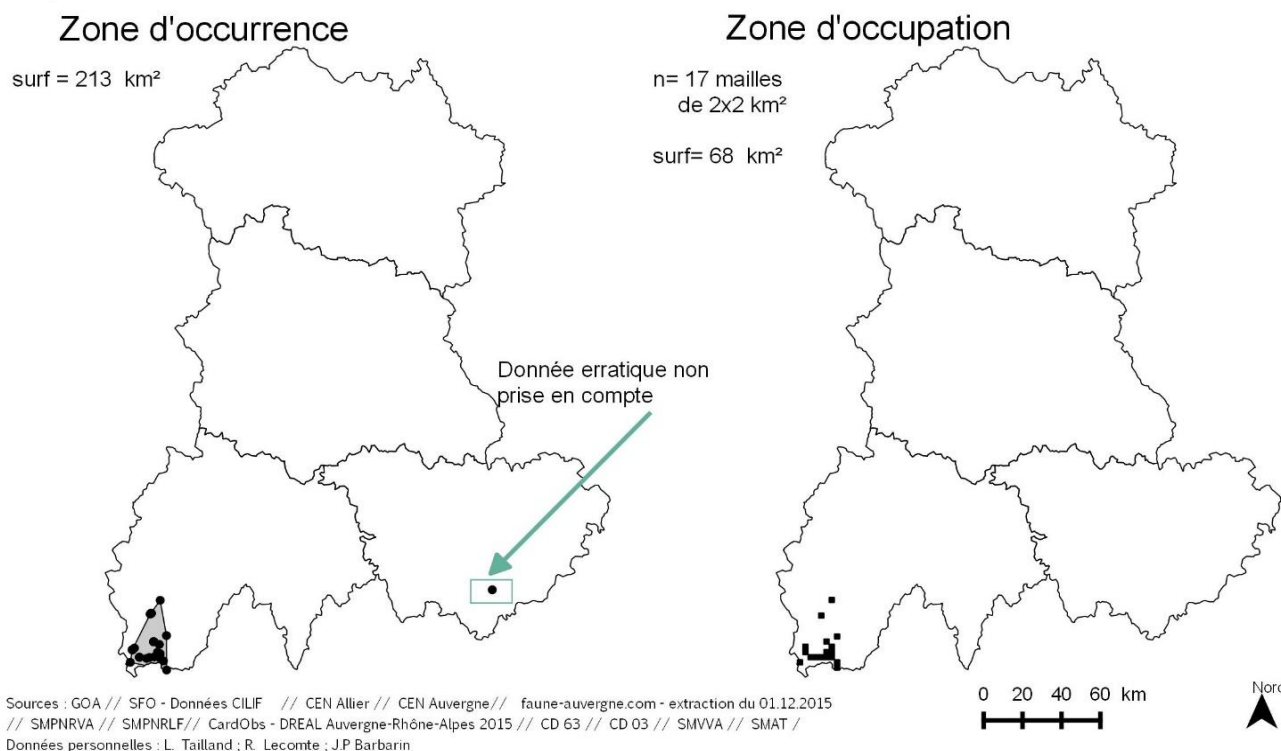 Zone d'occurrence
surf = 213 km²
Zone d'occupation
n= 17 mailles
de 2x2 km²
surf= 68 km²
Donnée erratique non
prise en compte
0 20 40 60 km
Nord
Sources : GOA // SFO - Données CILIF // CEN Allier // CEN Auvergne// faune-auvergne.com - extraction du 01.12.2015
// SMPNRVA // SMPNRLF// CardObs - DREAL Auvergne-Rhône-Alpes 2015 // CD 63 // CD 03 // SMVVA // SMAT /
Données personnelles : L. Tailland ; R. Lecomte ; J.P Barbarin